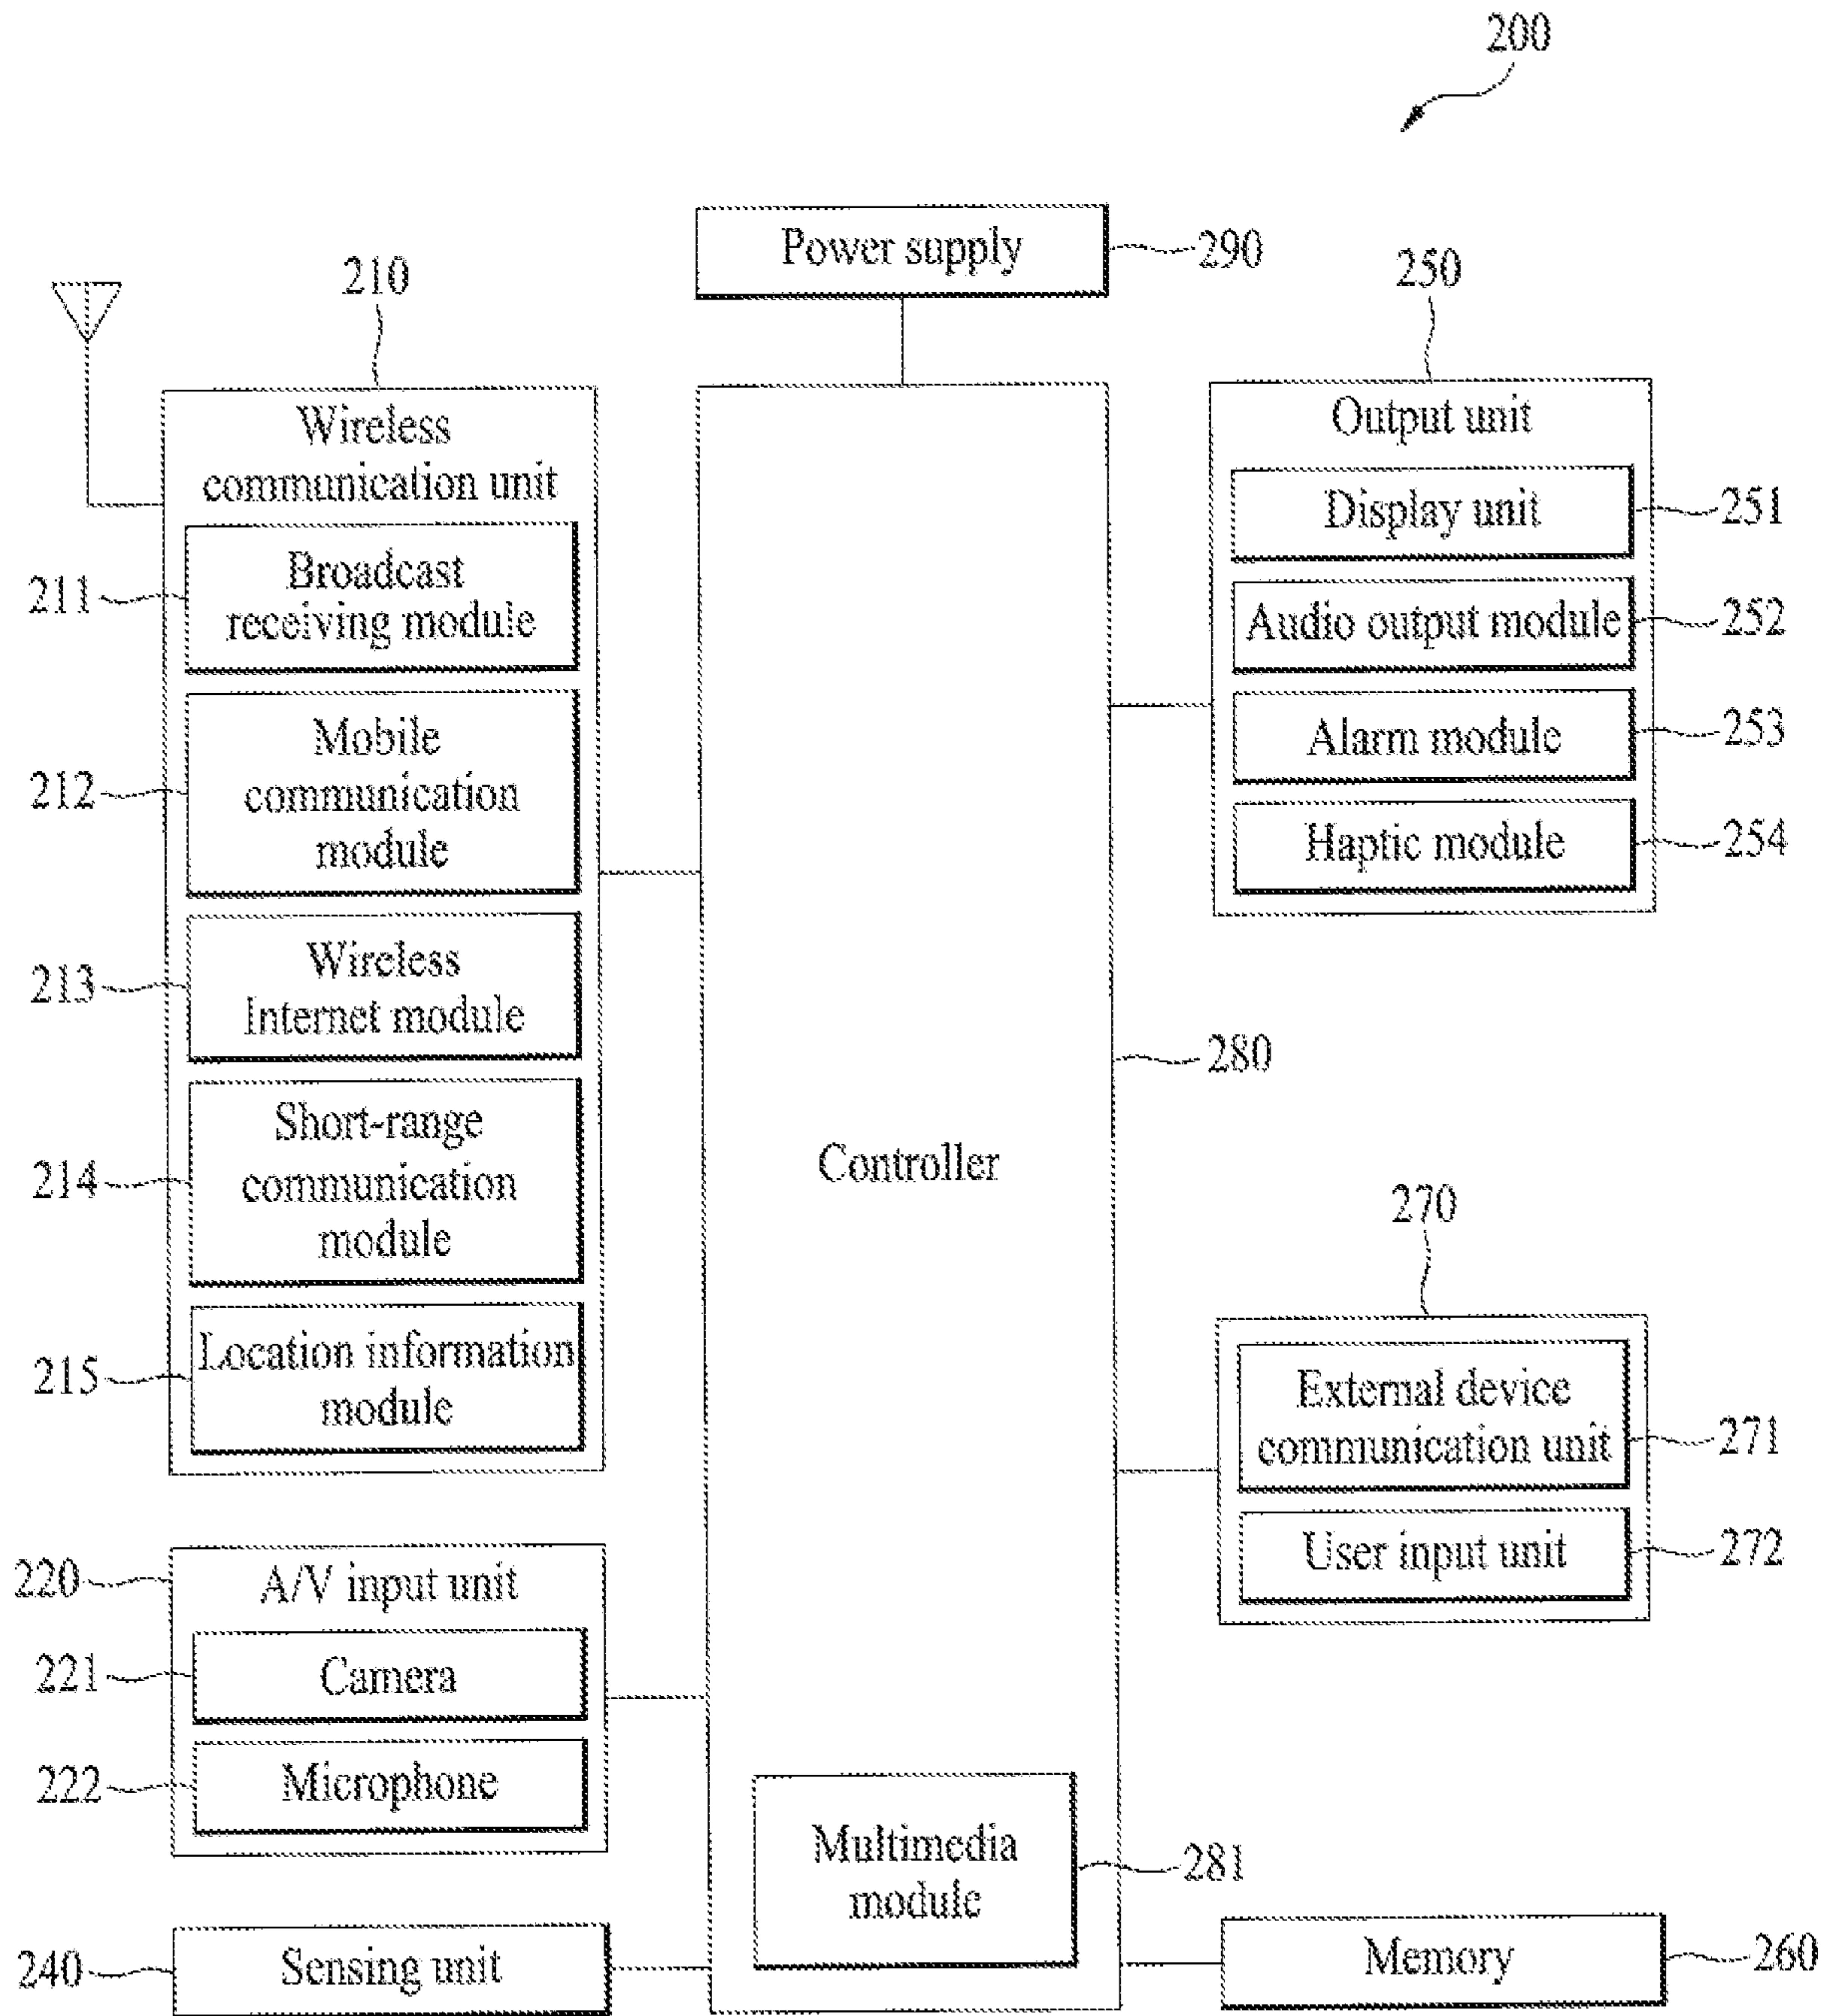 200
Power supply
290
210
Wireless
communication unit
211
Broadcast
receiving module
212
Mobile
communication
module
213
Wireless
Internet module
214
Short-range
communication
module
215
Location information
module
220
A/V input unit
221
Camera
222
Microphone
240
Sensing unit
Controller
280
Multimedia
module
281
250
Output unit
Display unit
251
Audio output module
252
Alarm module
253
Haptic module
254
270
External device
communication unit
271
User input unit
272
Memory
260